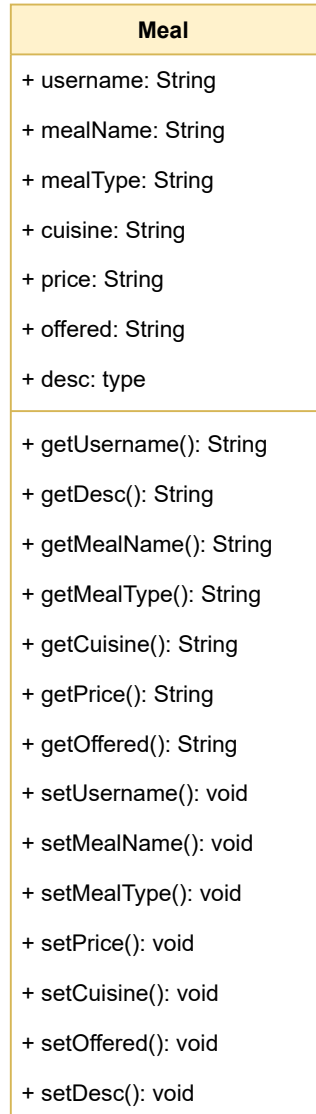 Meal
+ username: String
+ mealName: String
+ mealType: String
+ cuisine: String
+ price: String
+ offered: String
+ desc: type
+ getUsername(): String
+ getDesc(): String
+ getMealName(): String
+ getMealType(): String
+ getCuisine(): String
+ getPrice(): String
+ getOffered(): String
+ setUsername(): void
+ setMealName(): void
+ setMealType(): void
+ setPrice(): void
+ setCuisine(): void
+ setOffered(): void
+ setDesc(): void